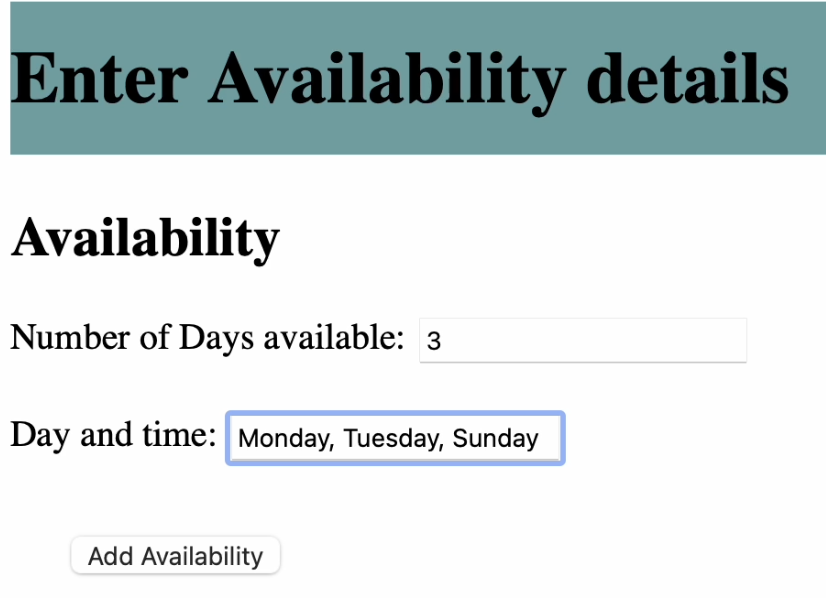 Enter Availability details
Availability
Number of Days available: 3
Day and time: Monday, Tuesday, Sunday
Add Availability